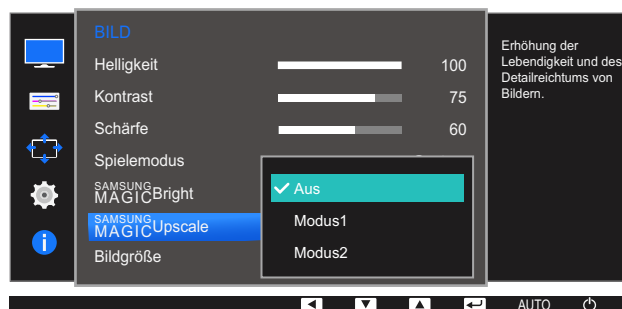 BILD
Helligkeit 100
Kontrast 75
Schärfe 60
Spielemodus
SAMSUNG
MAGICBright
SAMSUNG
MAGICUpscale
Bildgröße
Aus
Modus1
Modus2
Erhöhung der
Lebendigkeit und des
Detailreichtums von
Bildern.
AUTO